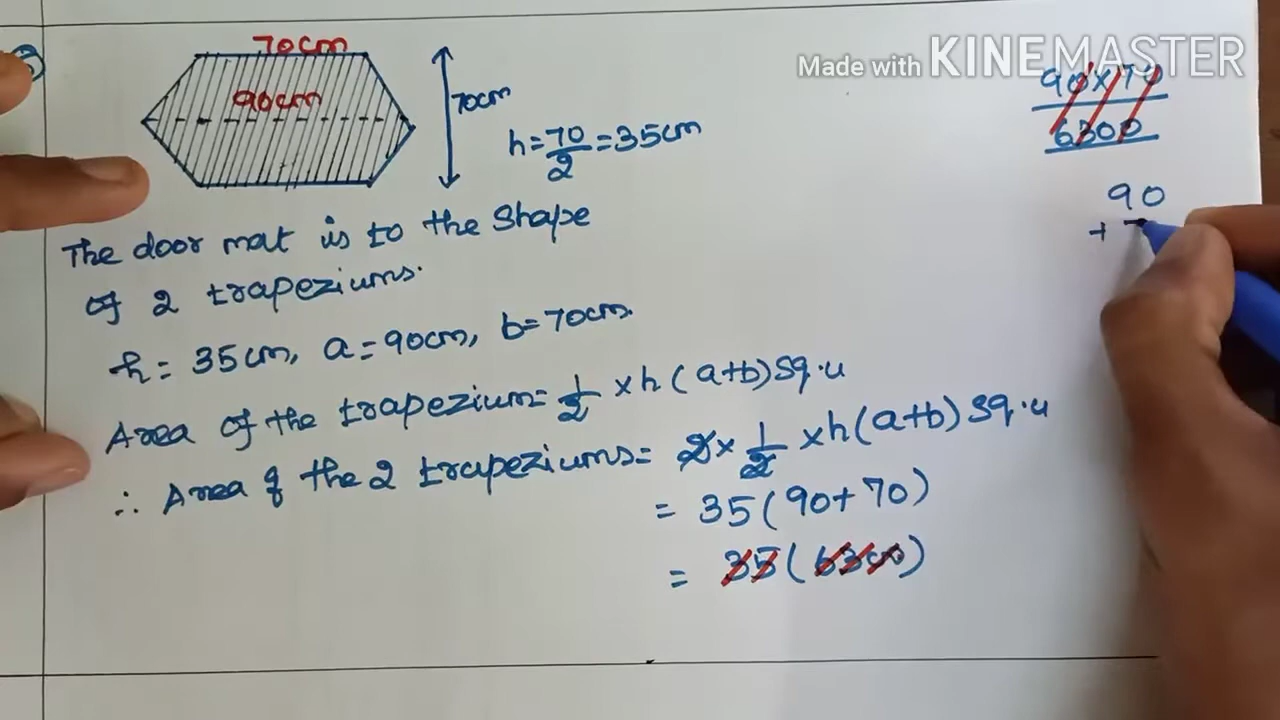 Made with KINEMASTER
70cm
90cm
70cm
h=70/2=35cm
90×70
6300
90
+
The door mat is to the Shape
of 2 trapeziums.
h = 35cm, a=90cm, b=70cm.
Area of the trapezium=1/2 ×h(a+b)Sq.u
∴ Area of the 2 trapeziums= 2× 1/2 ×h(a+b) Sq.u
= 35(90+70)
= 35(6300)